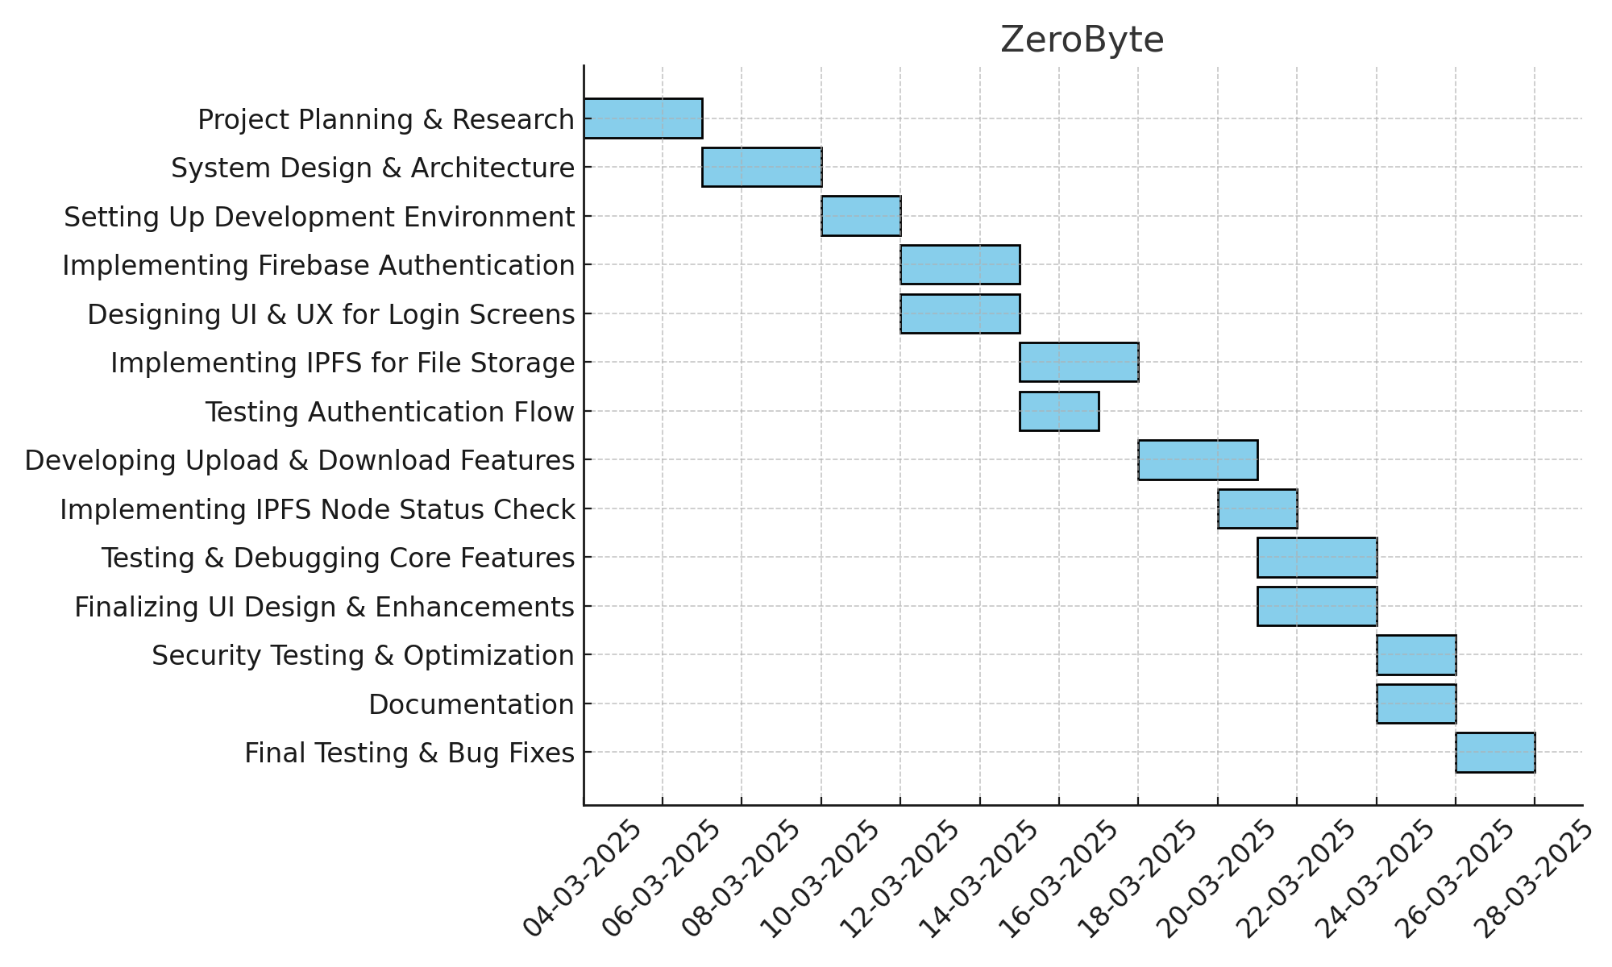 ZeroByte
Project Planning & Research
System Design & Architecture
Setting Up Development Environment
Implementing Firebase Authentication
Designing UI & UX for Login Screens
Implementing IPFS for File Storage
Testing Authentication Flow
Developing Upload & Download Features
Implementing IPFS Node Status Check
Testing & Debugging Core Features
Finalizing UI Design & Enhancements
Security Testing & Optimization
Documentation
Final Testing & Bug Fixes
04-03-2025
06-03-2025
08-03-2025
10-03-2025
12-03-2025
14-03-2025
16-03-2025
18-03-2025
20-03-2025
22-03-2025
24-03-2025
26-03-2025
28-03-2025